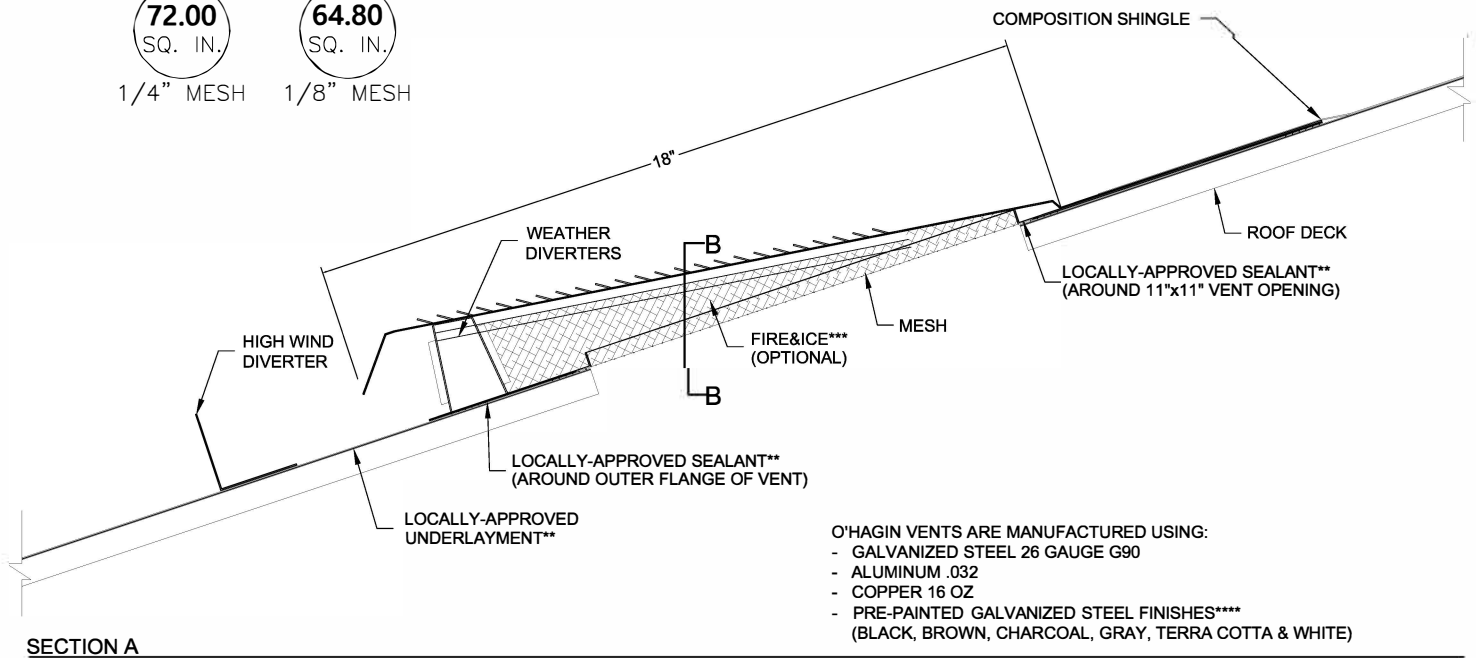 72.00
SQ. IN.
1/4" MESH
64.80
SQ. IN.
1/8" MESH
COMPOSITION SHINGLE
18"
WEATHER
DIVERTERS
B
ROOF DECK
LOCALLY-APPROVED SEALANT**
(AROUND 11"x11" VENT OPENING)
MESH
FIRE&ICE***
(OPTIONAL)
HIGH WIND
DIVERTER
B
LOCALLY-APPROVED SEALANT**
(AROUND OUTER FLANGE OF VENT)
LOCALLY-APPROVED
UNDERLAYMENT**
O'HAGIN VENTS ARE MANUFACTURED USING:
- GALVANIZED STEEL 26 GAUGE G90
- ALUMINUM .032
- COPPER 16 OZ
- PRE-PAINTED GALVANIZED STEEL FINISHES****
(BLACK, BROWN, CHARCOAL, GRAY, TERRA COTTA & WHITE)
SECTION A